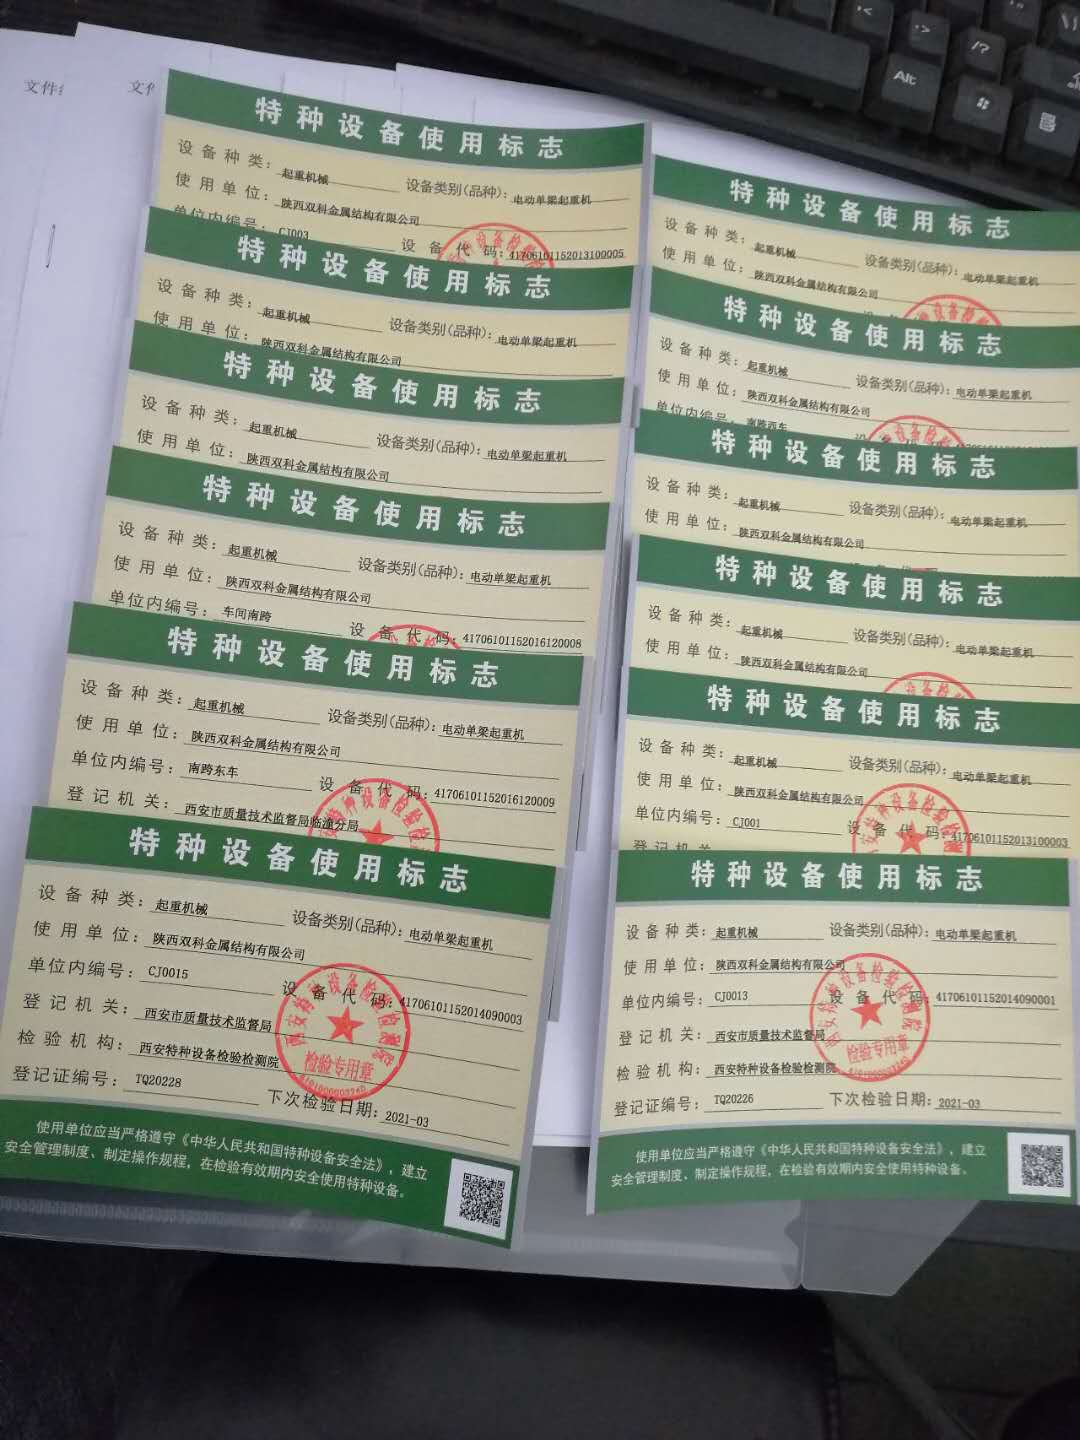 文件
文件
Alt
特种设备使用标志
设备种类：起重机械 设备类别(品种)：电动单梁起重机
使用单位：陕西双科金属结构有限公司
单位内编号：CJ003 设备代码：41706101152013100005
特种设备使用标志
设备种类：起重机械 设备类别(品种)：电动单梁起重机
使用单位：陕西双科金属结构有限公司
特种设备使用标志
设备种类：起重机械 设备类别(品种)：电动单梁起重机
使用单位：陕西双科金属结构有限公司
特种设备使用标志
设备种类：起重机械 设备类别(品种)：电动单梁起重机
使用单位：陕西双科金属结构有限公司
单位内编号：车间南跨 设备代码：41706101152016120008
特种设备使用标志
设备种类：起重机械 设备类别(品种)：电动单梁起重机
使用单位：陕西双科金属结构有限公司
单位内编号：南跨东车 设备代码：41706101152016120009
登记机关：西安市质量技术监督局临潼分局
特种设备使用标志
设备种类：起重机械 设备类别(品种)：电动单梁起重机
使用单位：陕西双科金属结构有限公司
单位内编号：CJ0015 设备代码：41706101152014090003
登记机关：西安市质量技术监督局
检验机构：西安特种设备检验检测院
登记证编号：TQ20228 下次检验日期：2021-03
西安特种设备检验检测院
检验专用章
使用单位应当严格遵守《中华人民共和国特种设备安全法》，建立
安全管理制度、制定操作规程，在检验有效期内安全使用特种设备。
特种设备使用标志
设备种类：起重机械 设备类别(品种)：电动单梁起重机
使用单位：陕西双科金属结构有限公司
特种设备使用标志
设备种类：起重机械 设备类别(品种)：电动单梁起重机
使用单位：陕西双科金属结构有限公司
单位内编号：南跨西车
特种设备使用标志
设备种类：起重机械 设备类别(品种)：电动单梁起重机
使用单位：陕西双科金属结构有限公司
特种设备使用标志
设备种类：起重机械 设备类别(品种)：电动单梁起重机
使用单位：陕西双科金属结构有限公司
特种设备使用标志
设备种类：起重机械 设备类别(品种)：电动单梁起重机
使用单位：陕西双科金属结构有限公司
单位内编号：CJ001 设备代码：41706101152013100003
登记机关
特种设备使用标志
设备种类：起重机械 设备类别(品种)：电动单梁起重机
使用单位：陕西双科金属结构有限公司
单位内编号：CJ0013 设备代码：41706101152014090001
登记机关：西安市质量技术监督局
检验机构：西安特种设备检验检测院
登记证编号：TQ20226 下次检验日期：2021-03
西安特种设备检验检测院
检验专用章
使用单位应当严格遵守《中华人民共和国特种设备安全法》，建立
安全管理制度、制定操作规程，在检验有效期内安全使用特种设备。